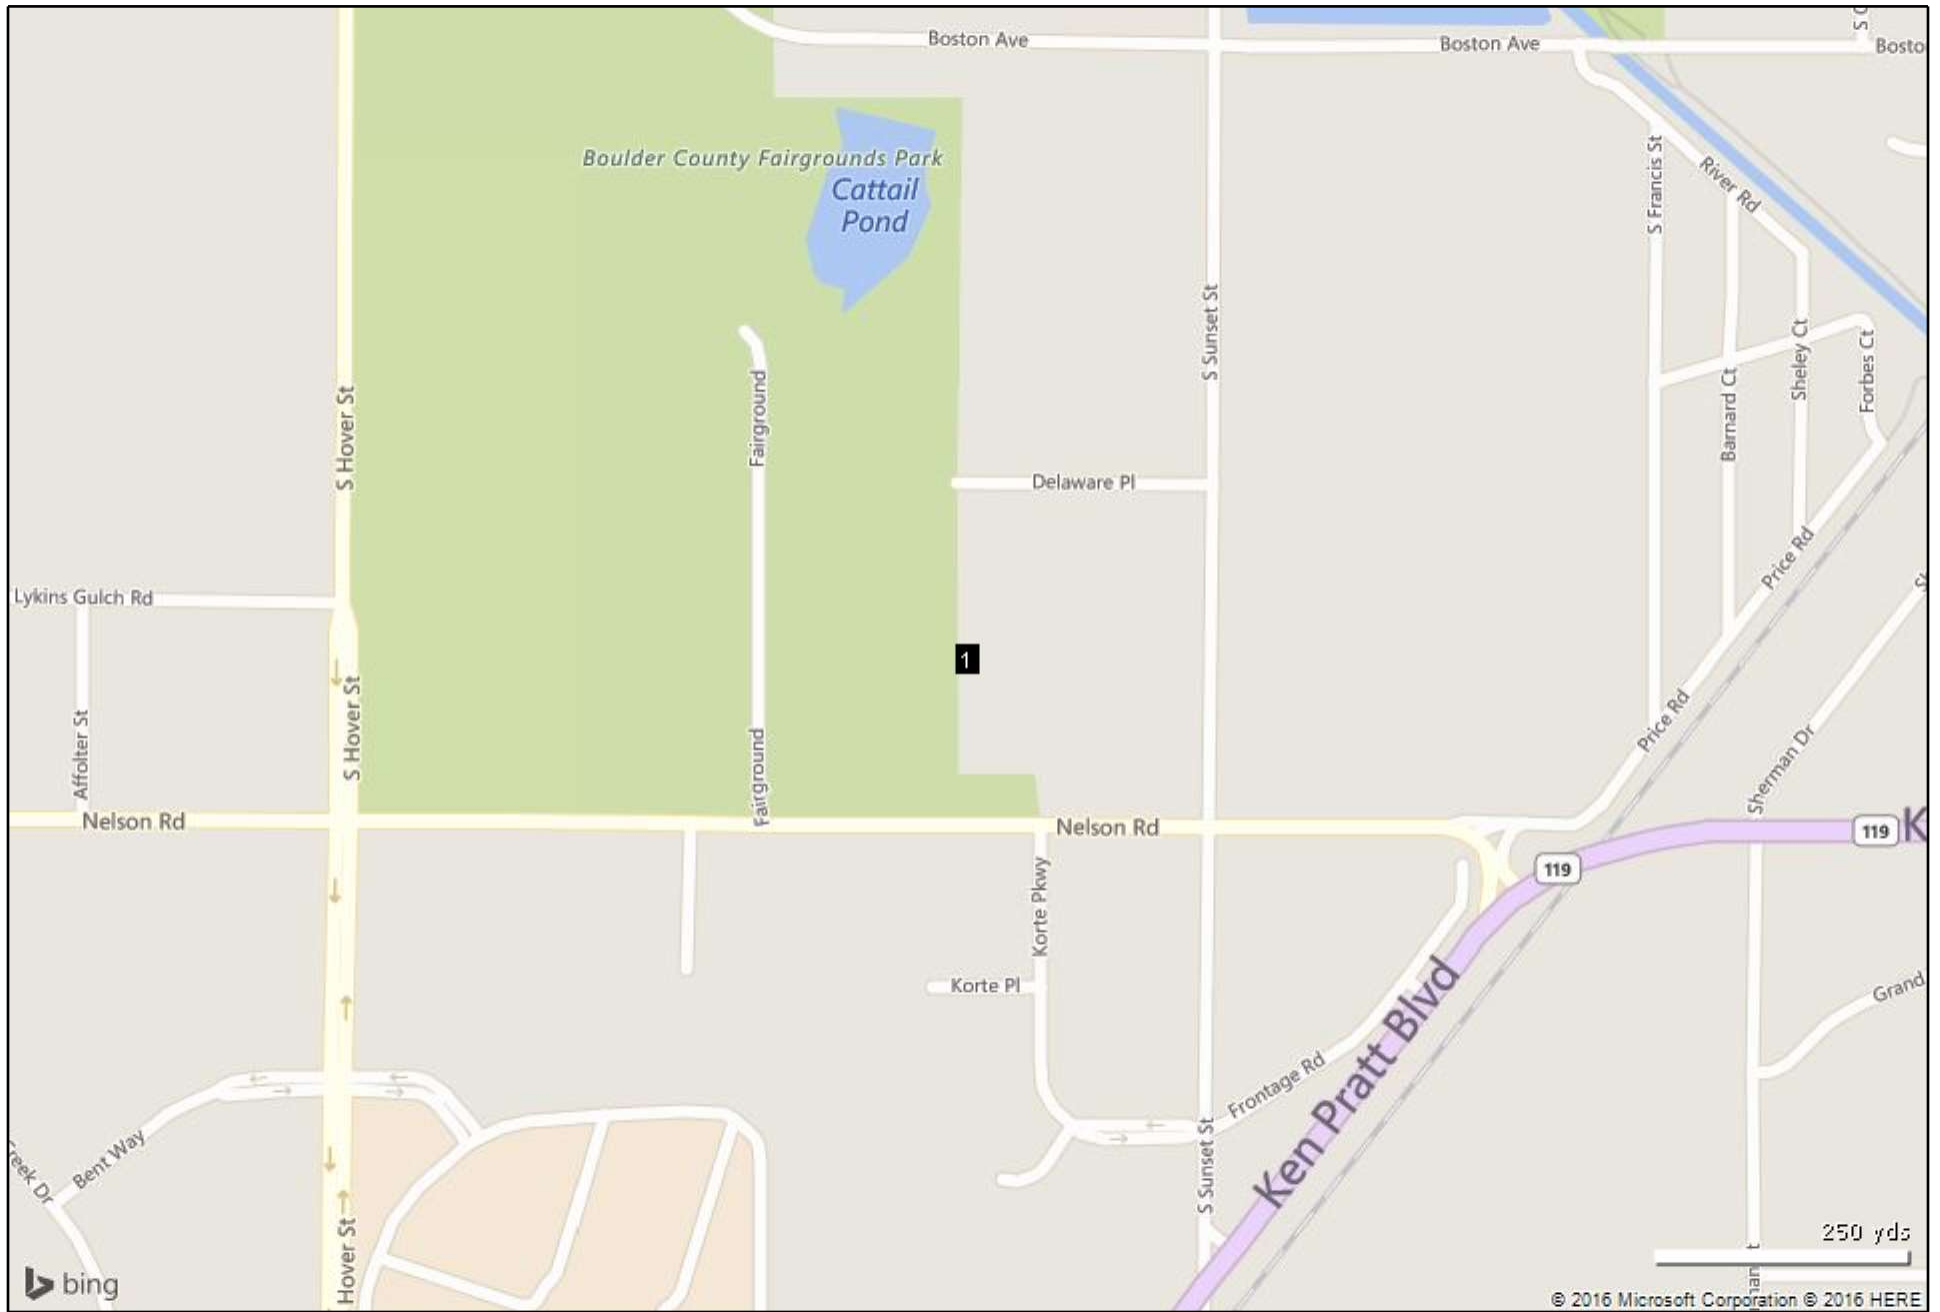 Boston Ave
Boston Ave
Bosto
S C
Boulder County Fairgrounds Park
Cattail
Pond
S Francis St
River Rd
S Sunset St
S Hover St
Fairground
Barnard Ct
Sheley Ct
Forbes Ct
Delaware Pl
Price Rd
Lykins Gulch Rd
1
S Hover St
Affolter St
Fairground
Price Rd
Sherman Dr
Nelson Rd
Nelson Rd
119
K
119
Korte Pkwy
Korte Pl
Ken Pratt Blvd
Grand
Frontage Rd
Bent Way
reek Dr
S Sunset St
Hover St
250 yds
bing
© 2016 Microsoft Corporation © 2016 HERE